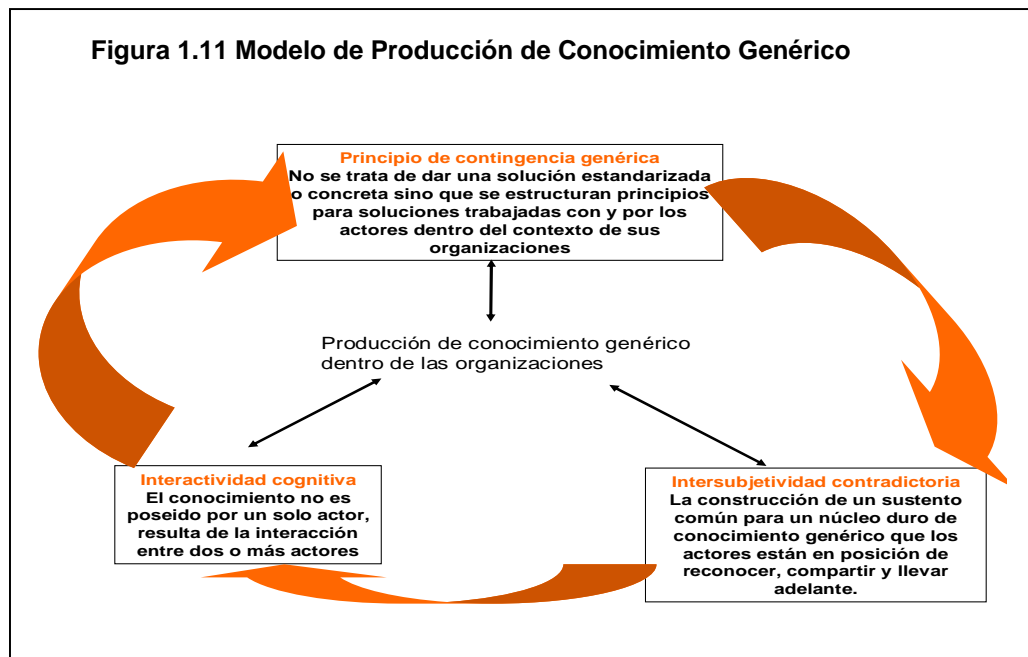 Figura 1.11 Modelo de Producción de Conocimiento Genérico
Principio de contingencia genérica
No se trata de dar una solución estandarizada
o concreta sino que se estructuran principios
para soluciones trabajadas con y por los
actores dentro del contexto de sus
organizaciones
Producción de conocimiento genérico
dentro de las organizaciones
Interactividad cognitiva
El conocimiento no es
poseido por un solo actor,
resulta de la interacción
entre dos o más actores
Intersubjetividad contradictoria
La construcción de un sustento
común para un núcleo duro de
conocimiento genérico que los
actores están en posición de
reconocer, compartir y llevar
adelante.